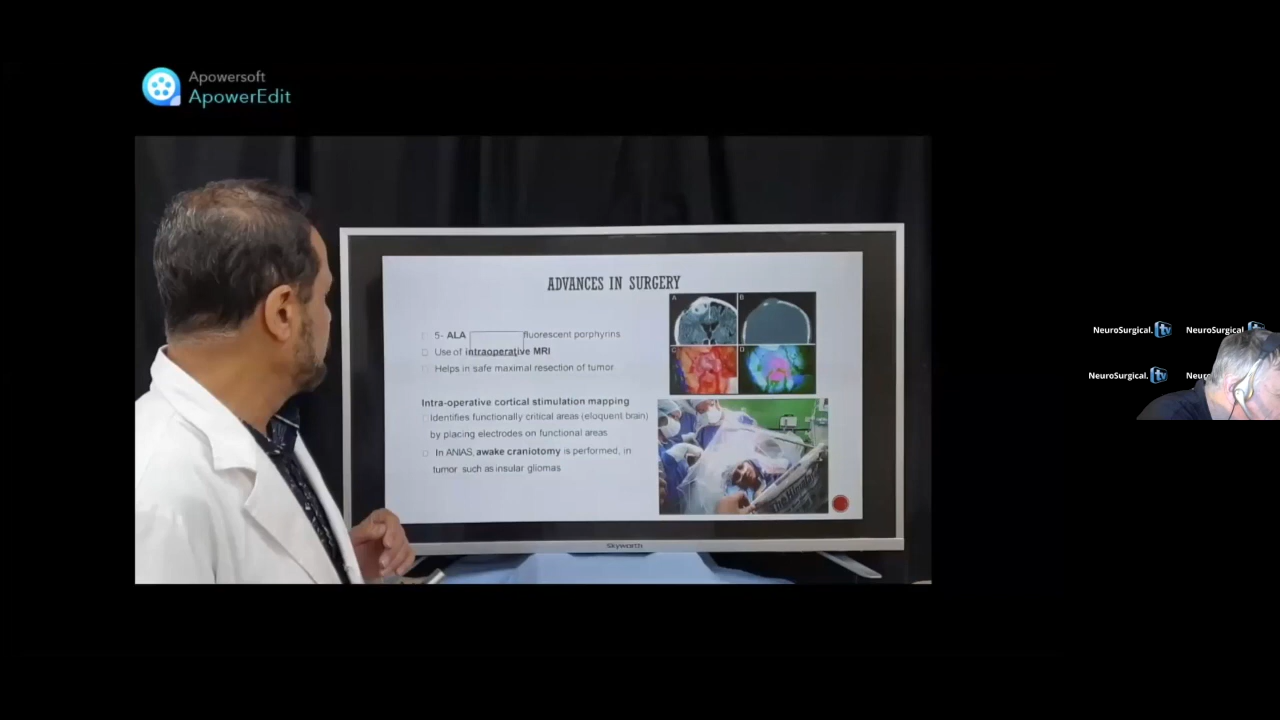 Apowersoft
ApowerEdit
ADVANCES IN SURGERY
5- ALA fluorescent porphyrins
Use of intraoperative MRI
Helps in safe maximal resection of tumor
Intra-operative cortical stimulation mapping
Identifies functionally critical areas (eloquent brain)
by placing electrodes on functional areas
In ANIAS, awake craniotomy is performed, in
tumor such as insular gliomas
A
B
C
D
Skyworth
NeuroSurgical.tv
NeuroSurgical.tv
NeuroSurgical.tv